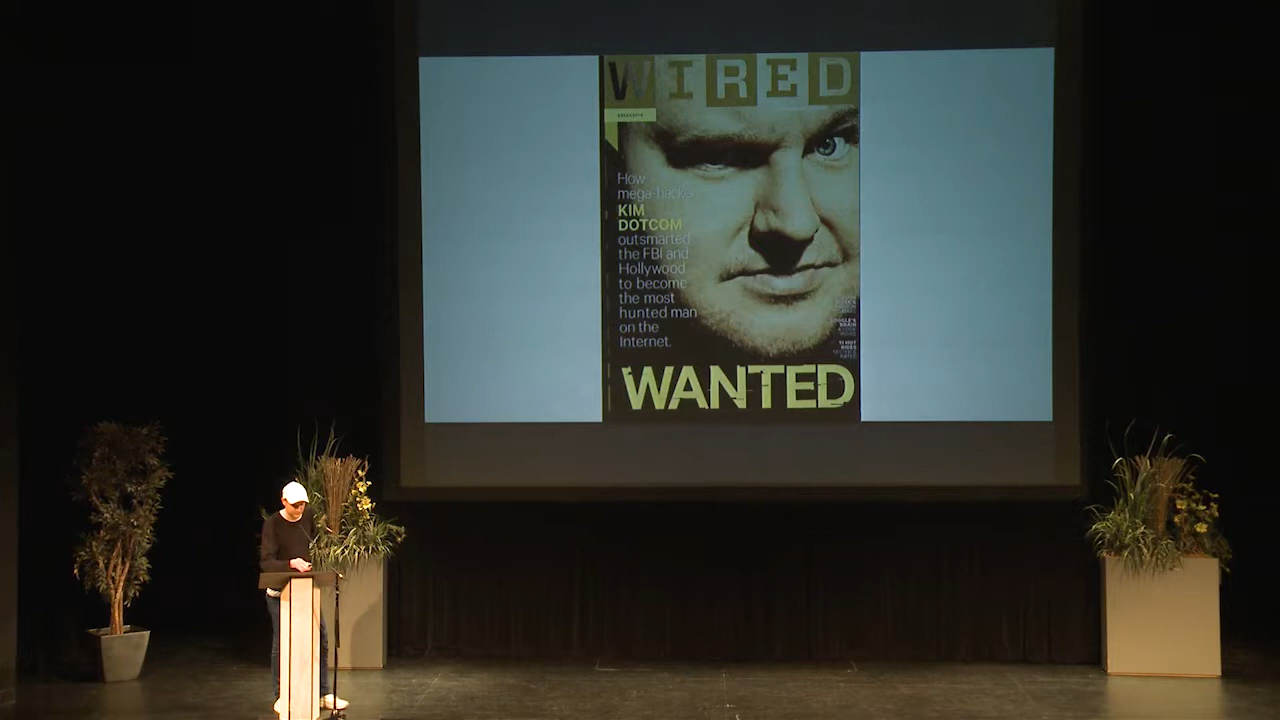 WIRED
How
mega-hacker
KIM
DOTCOM
outsmarted
the FBI and
Hollywood
to become
the most
hunted man
on the
Internet.
WANTED